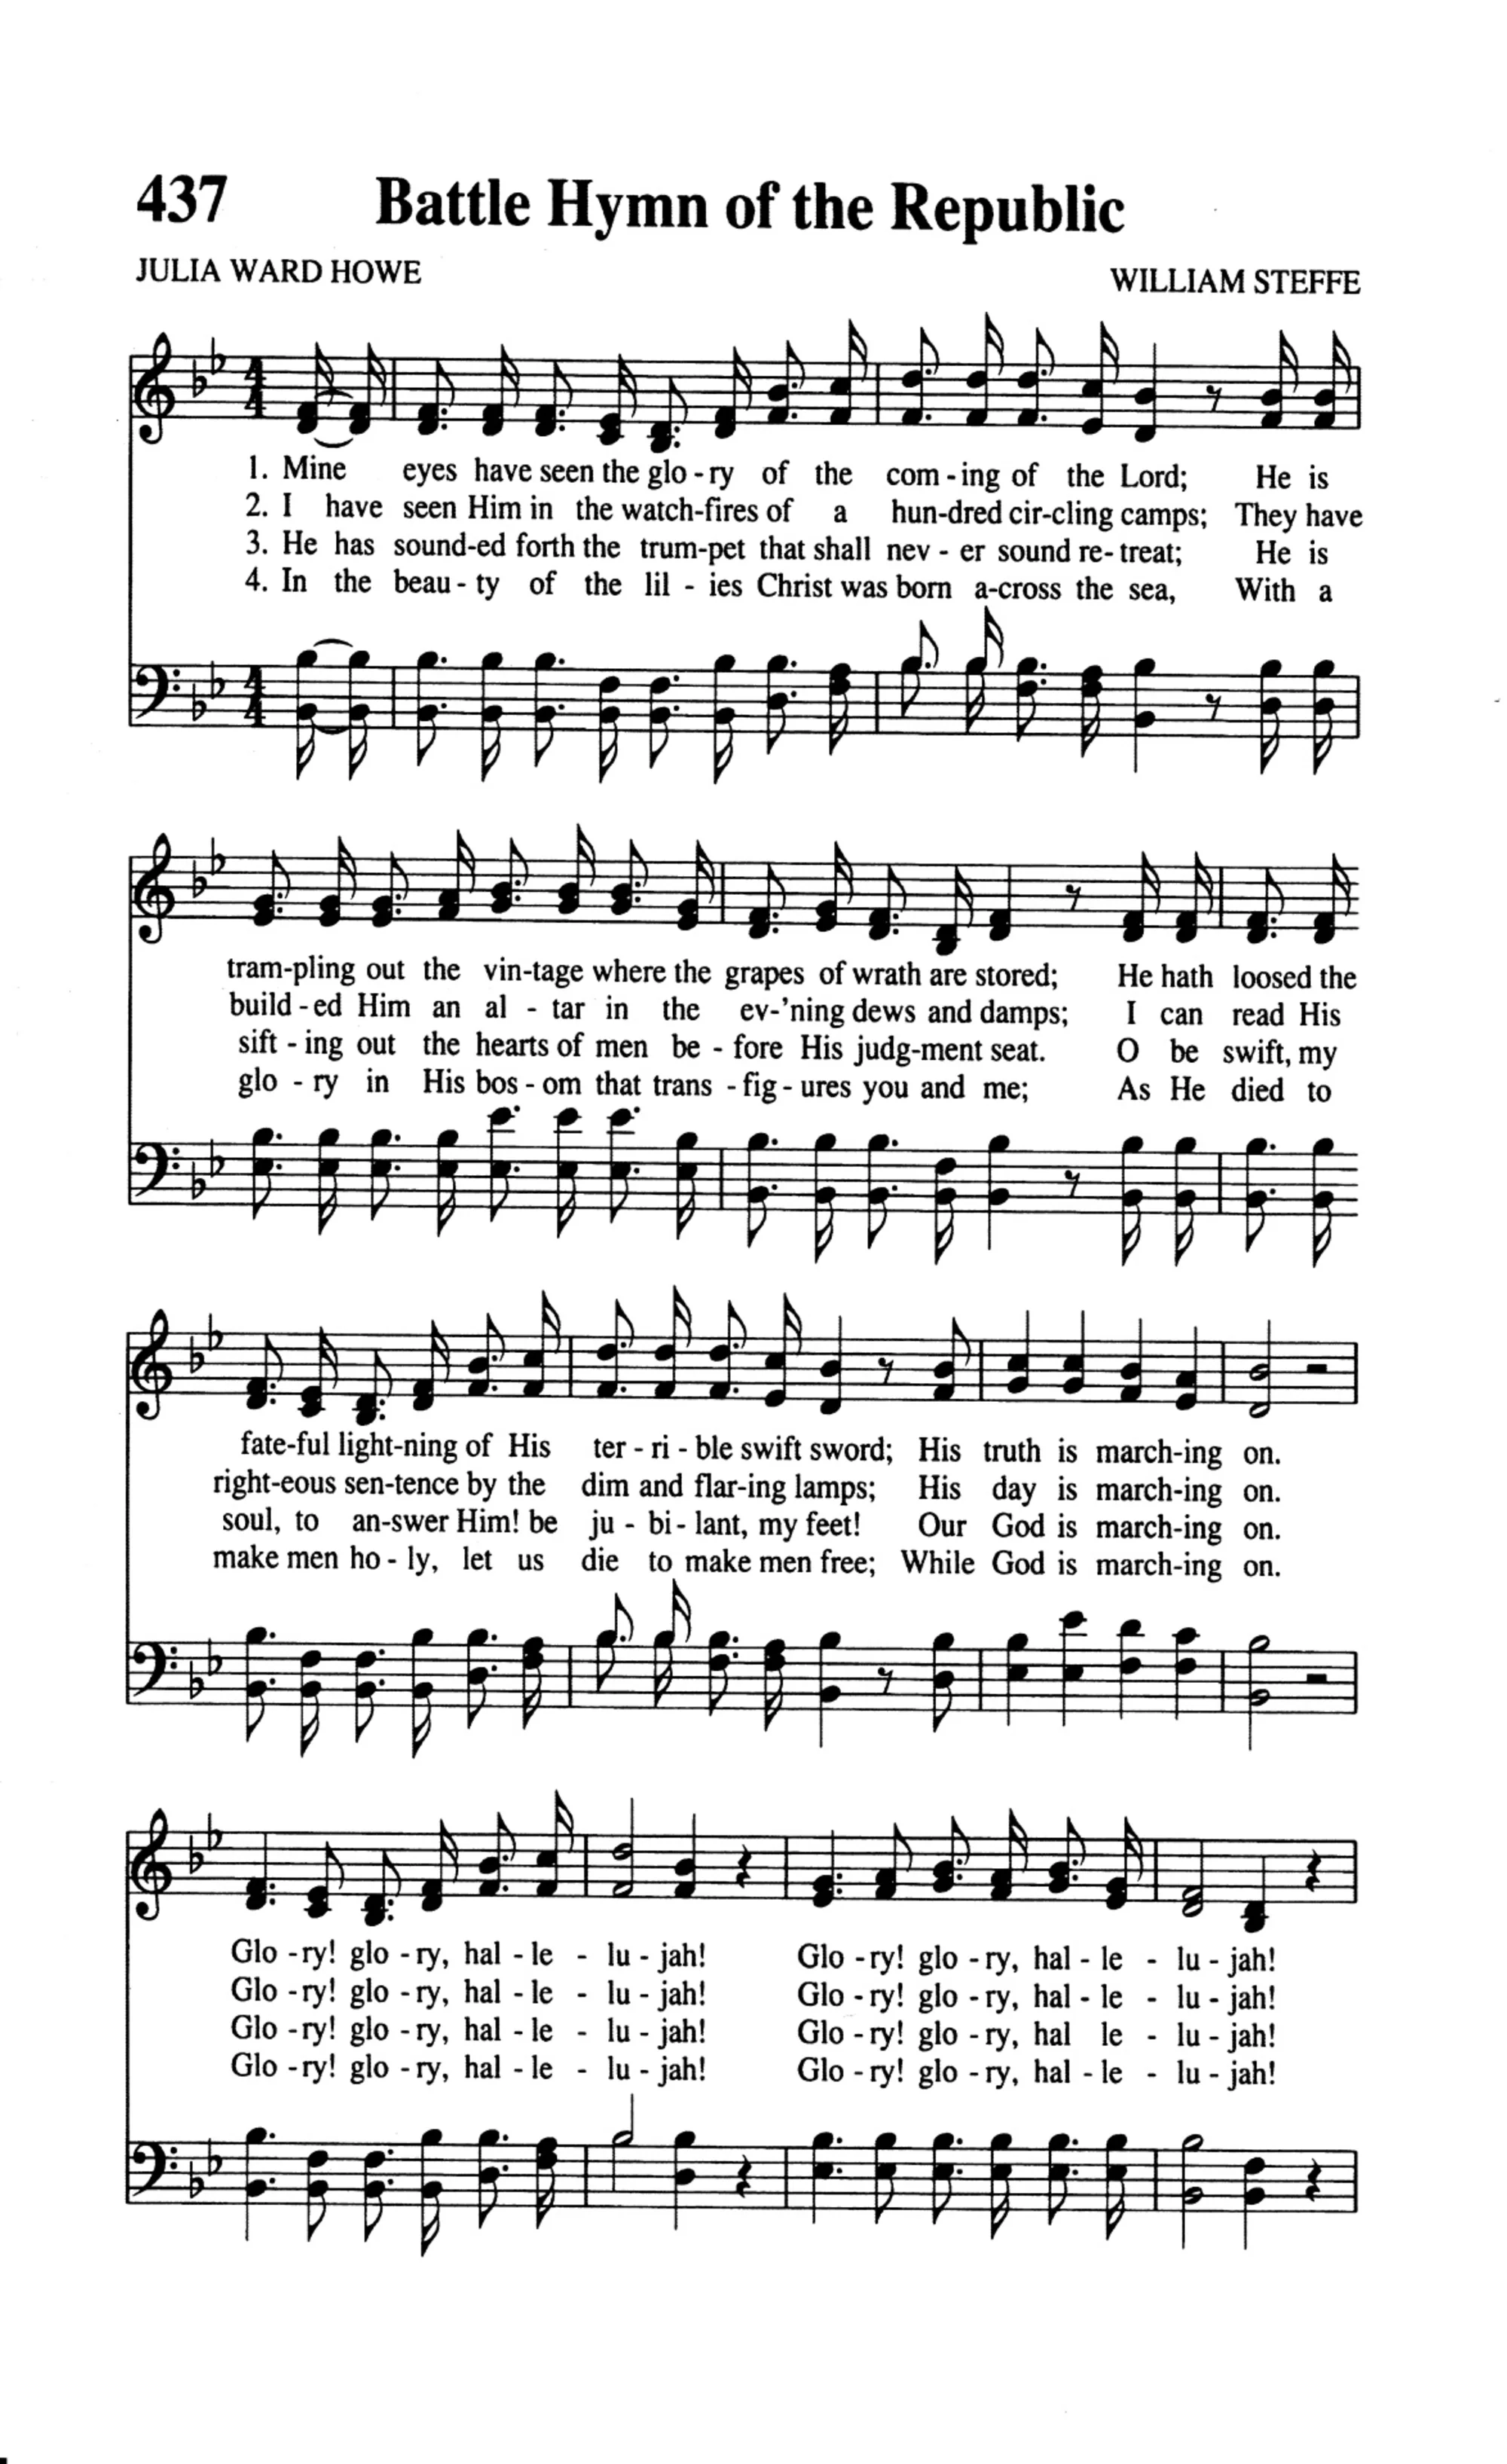 437 Battle Hymn of the Republic
JULIA WARD HOWE WILLIAM STEFFE
4 4
1. Mine eyes have seen the glo - ry of the com - ing of the Lord; He is
2. I have seen Him in the watch-fires of a hun-dred cir-cling camps; They have
3. He has sound-ed forth the trum-pet that shall nev - er sound re-treat; He is
4. In the beau - ty of the lil - ies Christ was born a-cross the sea, With a
4 4
tram-pling out the vin-tage where the grapes of wrath are stored; He hath loosed the
build - ed Him an al - tar in the ev-'ning dews and damps; I can read His
sift - ing out the hearts of men be - fore His judg-ment seat. O be swift, my
glo - ry in His bos - om that trans - fig - ures you and me; As He died to
fate-ful light-ning of His ter - ri - ble swift sword; His truth is march-ing on.
right-eous sen-tence by the dim and flar-ing lamps; His day is march-ing on.
soul, to an-swer Him! be ju - bi - lant, my feet! Our God is march-ing on.
make men ho - ly, let us die to make men free; While God is march-ing on.
Glo - ry! glo - ry, hal - le - lu - jah! Glo - ry! glo - ry, hal - le - lu - jah!
Glo - ry! glo - ry, hal - le - lu - jah! Glo - ry! glo - ry, hal - le - lu - jah!
Glo - ry! glo - ry, hal - le - lu - jah! Glo - ry! glo - ry, hal le - lu - jah!
Glo - ry! glo - ry, hal - le - lu - jah! Glo - ry! glo - ry, hal - le - lu - jah!